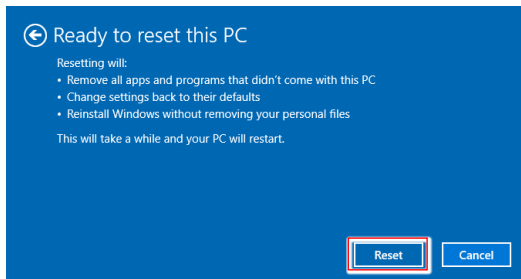 Ready to reset this PC
Resetting will:
• Remove all apps and programs that didn't come with this PC
• Change settings back to their defaults
• Reinstall Windows without removing your personal files
This will take a while and your PC will restart.
Reset
Cancel